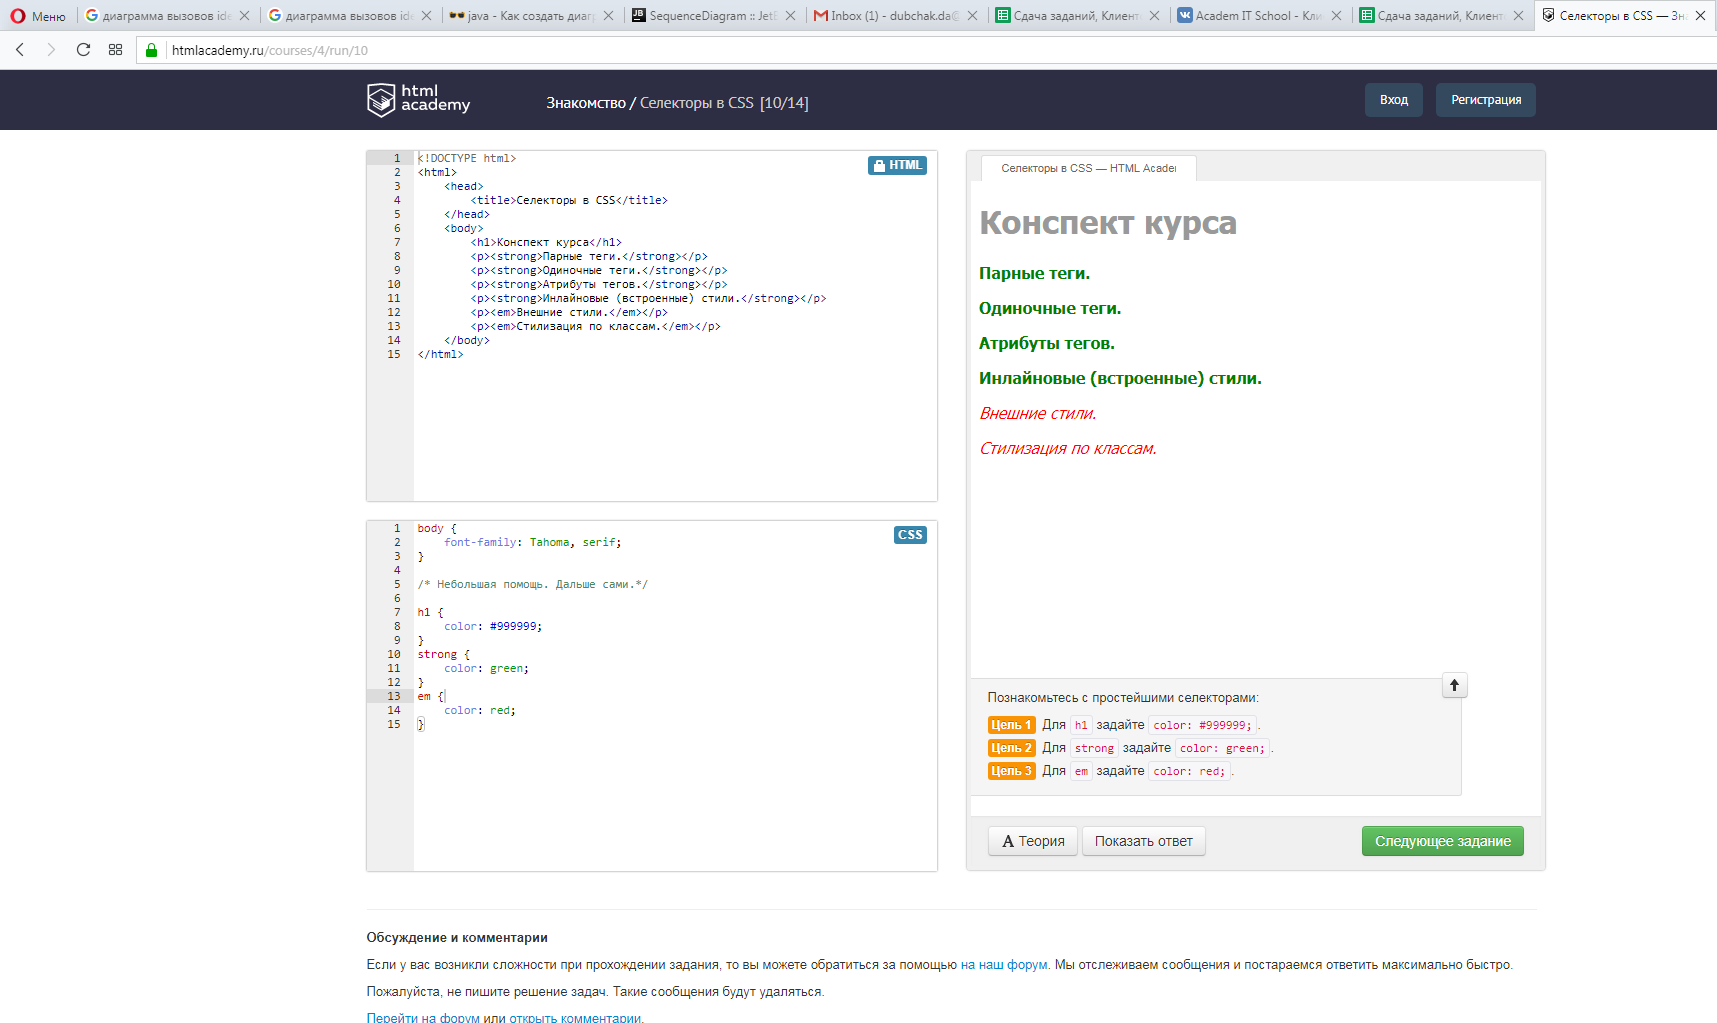 Меню
диаграмма вызовов ide
диаграмма вызовов ide
java - Как создать диагр
SequenceDiagram :: JetB
Inbox (1) - dubchak.da@
Сдача заданий, Клиент
Academ IT School - Кли
Сдача заданий, Клиент
Селекторы в CSS — Зна
htmlacademy.ru/courses/4/run/10
html
academy
Знакомство / Селекторы в CSS [10/14]
Вход
Регистрация
HTML
1 <!DOCTYPE html>
2 <html>
3 <head>
4 <title>Селекторы в CSS</title>
5 </head>
6 <body>
7 <h1>Конспект курса</h1>
8 <p><strong>Парные теги.</strong></p>
9 <p><strong>Одиночные теги.</strong></p>
10 <p><strong>Атрибуты тегов.</strong></p>
11 <p><strong>Инлайновые (встроенные) стили.</strong></p>
12 <p><em>Внешние стили.</em></p>
13 <p><em>Стилизация по классам.</em></p>
14 </body>
15 </html>
CSS
1 body {
2 font-family: Tahoma, serif;
3 }
4
5 /* Небольшая помощь. Дальше сами.*/
6
7 h1 {
8 color: #999999;
9 }
10 strong {
11 color: green;
12 }
13 em {
14 color: red;
15 }
Селекторы в CSS — HTML Acader
Конспект курса
Парные теги.
Одиночные теги.
Атрибуты тегов.
Инлайновые (встроенные) стили.
Внешние стили.
Стилизация по классам.
Познакомьтесь с простейшими селекторами:
Цель 1 Для h1 задайте color: #999999; .
Цель 2 Для strong задайте color: green; .
Цель 3 Для em задайте color: red; .
A Теория
Показать ответ
Следующее задание
Обсуждение и комментарии
Если у вас возникли сложности при прохождении задания, то вы можете обратиться за помощью на наш форум. Мы отслеживаем сообщения и постараемся ответить максимально быстро.
Пожалуйста, не пишите решение задач. Такие сообщения будут удаляться.
Перейти на форум или открыть комментарии.